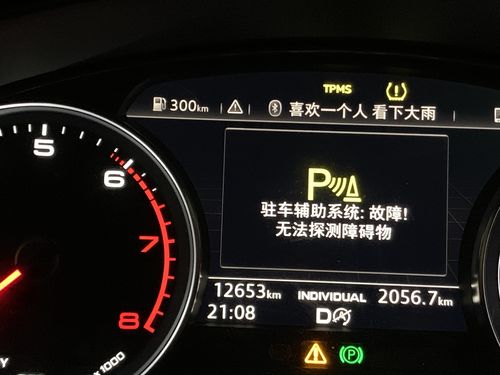 TPMS
300km
喜欢一个人 看下大雨
5
6
7
8
P
驻车辅助系统: 故障!
无法探测障碍物
12653km INDIVIDUAL 2056.7km
21:08 D
P
x 1000